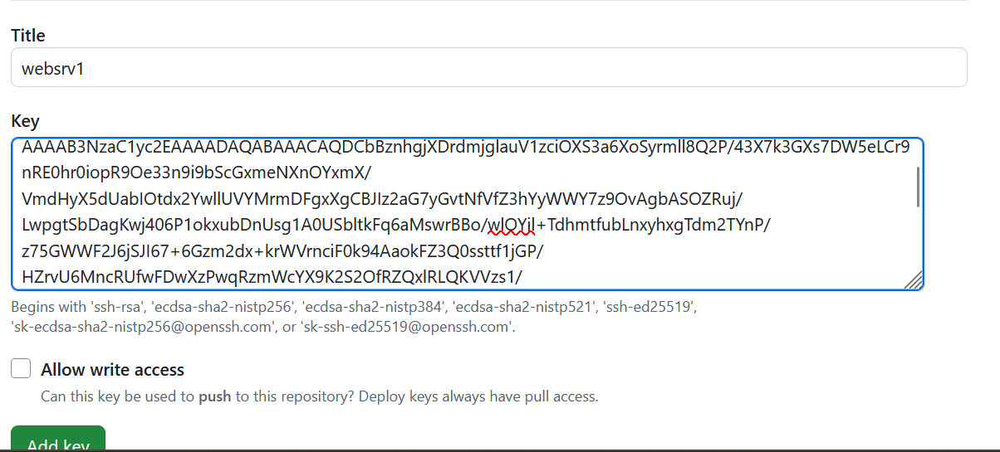 Title
websrv1
Key
AAAAB3NzaC1yc2EAAAADAQABAAACAQDCbBznhgjXDrdmjglauV1zciOXS3a6XoSyrmll8Q2P/43X7k3GXs7DW5eLCr9
nRE0hr0iopR9Oe33n9i9bScGxmeNXnOYxmX/
VmdHyX5dUabIOtdx2YwllUVYMrmDFgxXgCBJIz2aG7yGvtNfVfZ3hYyWWY7z9OvAgbASOZRuj/
LwpgtSbDagKwj406P1okxubDnUsg1A0USbltkFq6aMswrBBo/wlQYil+TdhmtfubLnxyhxgTdm2TYnP/
z75GWWF2J6jSJI67+6Gzm2dx+krWVrnciF0k94AaokFZ3Q0ssttf1jGP/
HZrvU6MncRUfwFDwXzPwqRzmWcYX9K2S2OfRZQxlRLQKVVzs1/
Begins with 'ssh-rsa', 'ecdsa-sha2-nistp256', 'ecdsa-sha2-nistp384', 'ecdsa-sha2-nistp521', 'ssh-ed25519',
'sk-ecdsa-sha2-nistp256@openssh.com', or 'sk-ssh-ed25519@openssh.com'.
Allow write access
Can this key be used to push to this repository? Deploy keys always have pull access.
Add key